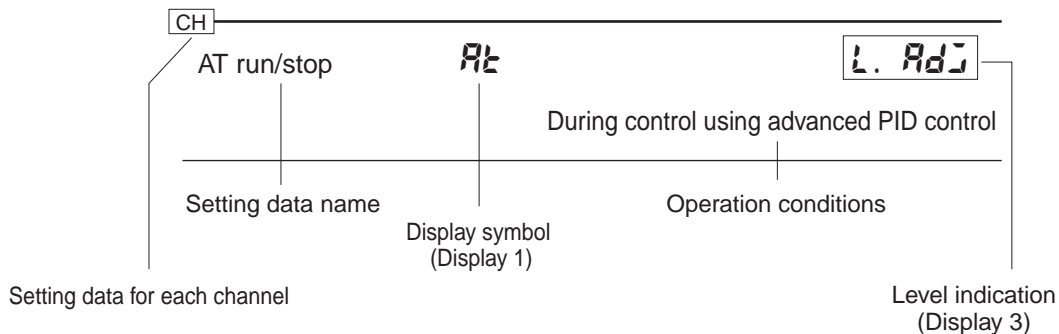 CH
AT run/stop At L. AdJ
During control using advanced PID control
Setting data name Operation conditions
Display symbol
(Display 1)
Setting data for each channel Level indication
(Display 3)